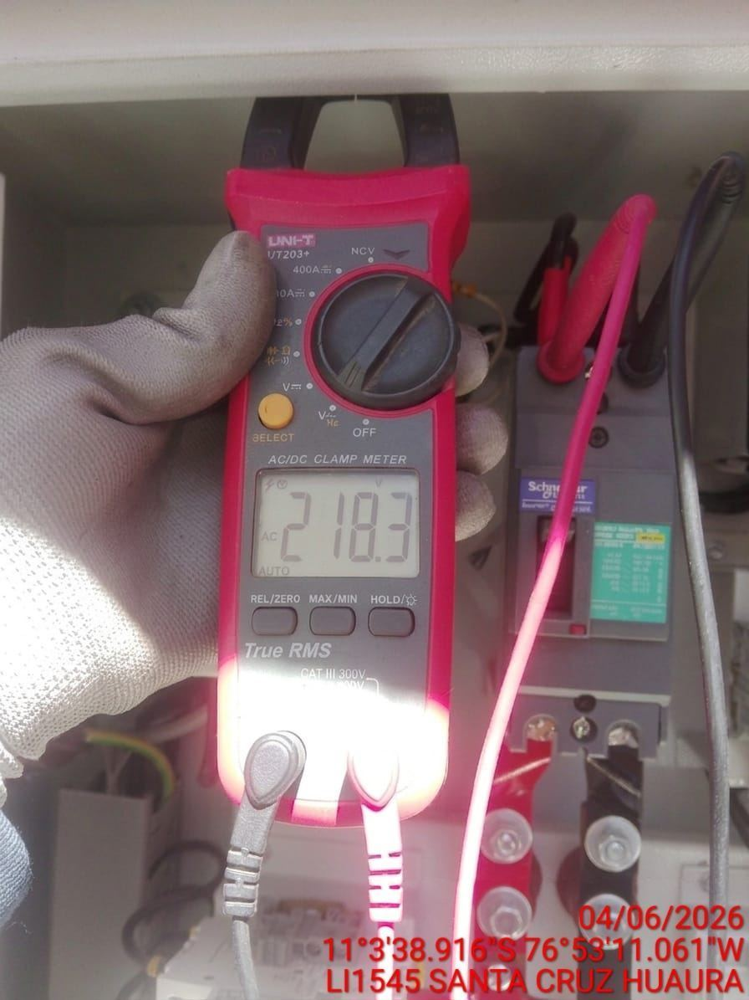 UNI-T
UT203+
NCV
400A
V
V
Hz
OFF
SELECT
AC/DC CLAMP METER
V
AC
218.3
AUTO
REL/ZERO MAX/MIN HOLD/
True RMS
CAT III 300V
Schneider
04/06/2026
11°3'38.916"S 76°53'11.061"W
LI1545 SANTA CRUZ HUAURA